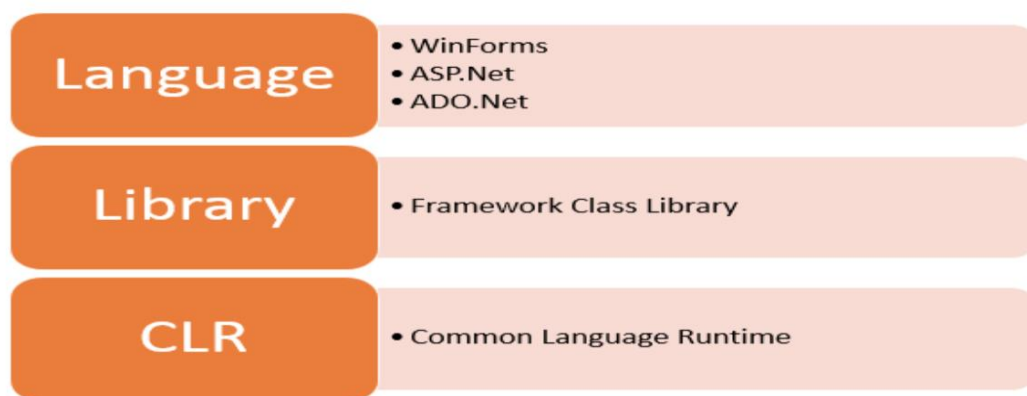 Language
• WinForms
• ASP.Net
• ADO.Net
Library
• Framework Class Library
CLR
• Common Language Runtime